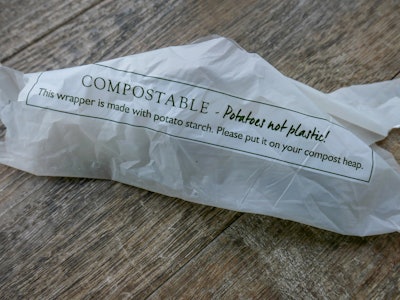 COMPOSTABLE - Potatoes not plastic!
This wrapper is made with potato starch. Please put it on your compost heap.